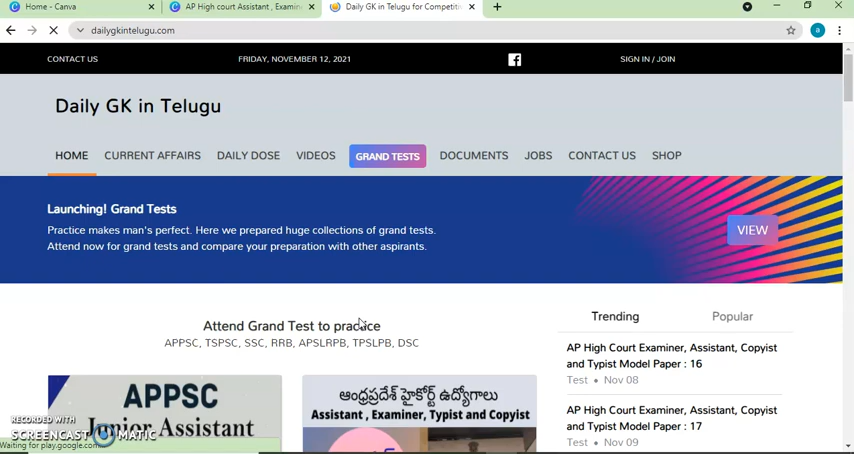 Home - Canva
AP High court Assistant , Examin
Daily GK in Telugu for Competiti
dailygkintelugu.com
a
CONTACT US
FRIDAY, NOVEMBER 12, 2021
SIGN IN / JOIN
Daily GK in Telugu
HOME CURRENT AFFAIRS DAILY DOSE VIDEOS GRAND TESTS DOCUMENTS JOBS CONTACT US SHOP
Launching! Grand Tests
Practice makes man's perfect. Here we prepared huge collections of grand tests.
Attend now for grand tests and compare your preparation with other aspirants.
VIEW
Attend Grand Test to practice
APPSC, TSPSC, SSC, RRB, APSLRPB, TPSLPB, DSC
APPSC
Junior Assistant
ఆంధ్రప్రదేశ్ హైకోర్ట్ ఉద్యోగాలు
Assistant , Examiner, Typist and Copyist
Trending
Popular
AP High Court Examiner, Assistant, Copyist
and Typist Model Paper : 16
Test • Nov 08
AP High Court Examiner, Assistant, Copyist
and Typist Model Paper : 17
Test • Nov 09
RECORDED WITH
SCREENCAST MATIC
Waiting for play.google.com...